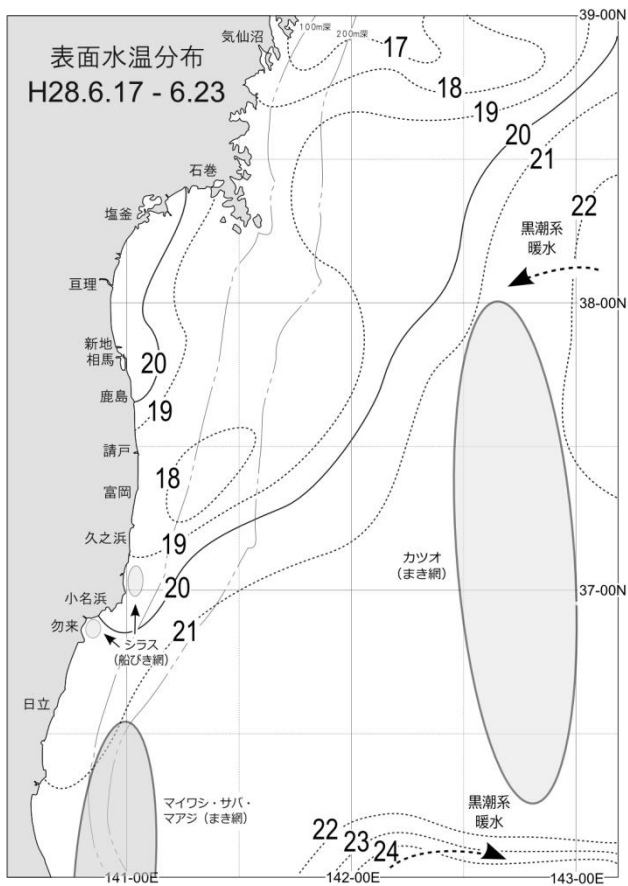 表面水温分布
H28.6.17 - 6.23
気仙沼
100m深
200m深
39-00N
17
18
19
20
21
22
石巻
塩釜
亘理
黒潮系
暖水
38-00N
新地
相馬
20
鹿島
19
請戸
18
富岡
久之浜
19
カツオ
(まき網)
37-00N
小名浜
20
勿来
21
シラス
(船びき網)
日立
マイワシ・サバ・
マアジ(まき網)
22
23
24
黒潮系
暖水
141-00E
142-00E
143-00E